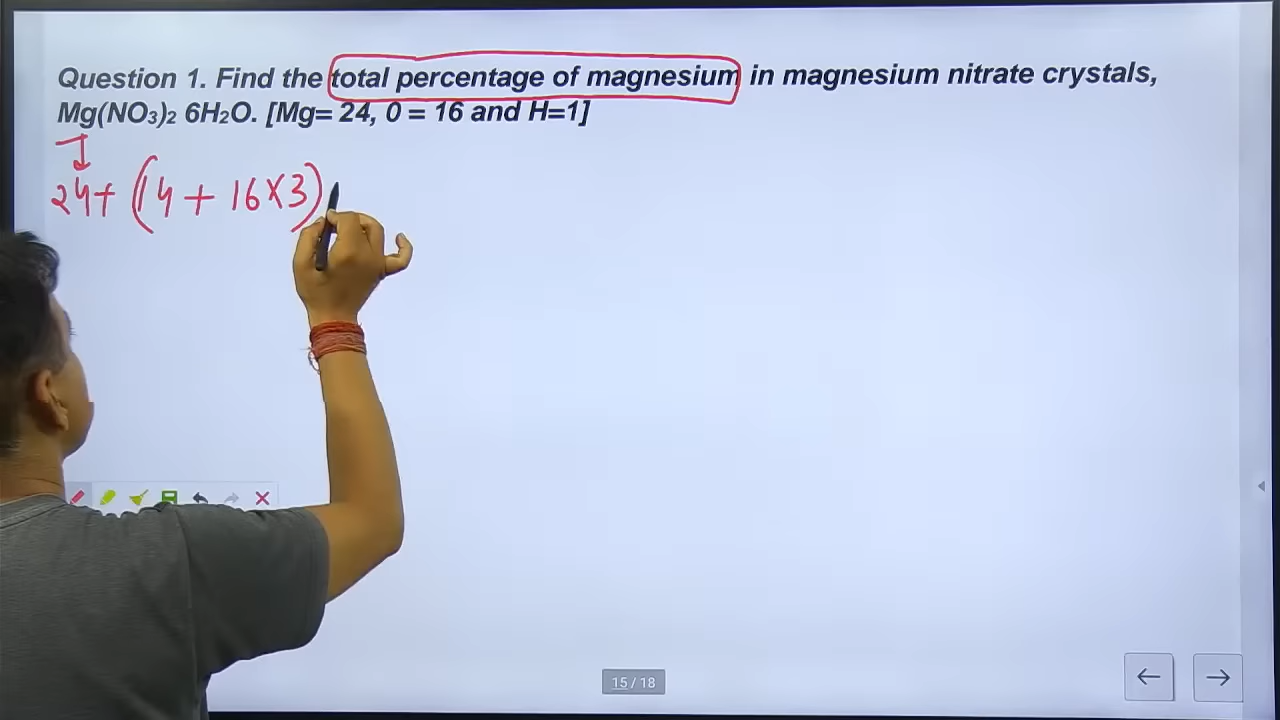 Question 1. Find the total percentage of magnesium in magnesium nitrate crystals,
Mg(NO₃)₂ 6H₂O. [Mg= 24, 0 = 16 and H=1]
24+ (14 + 16×3)
15 / 18